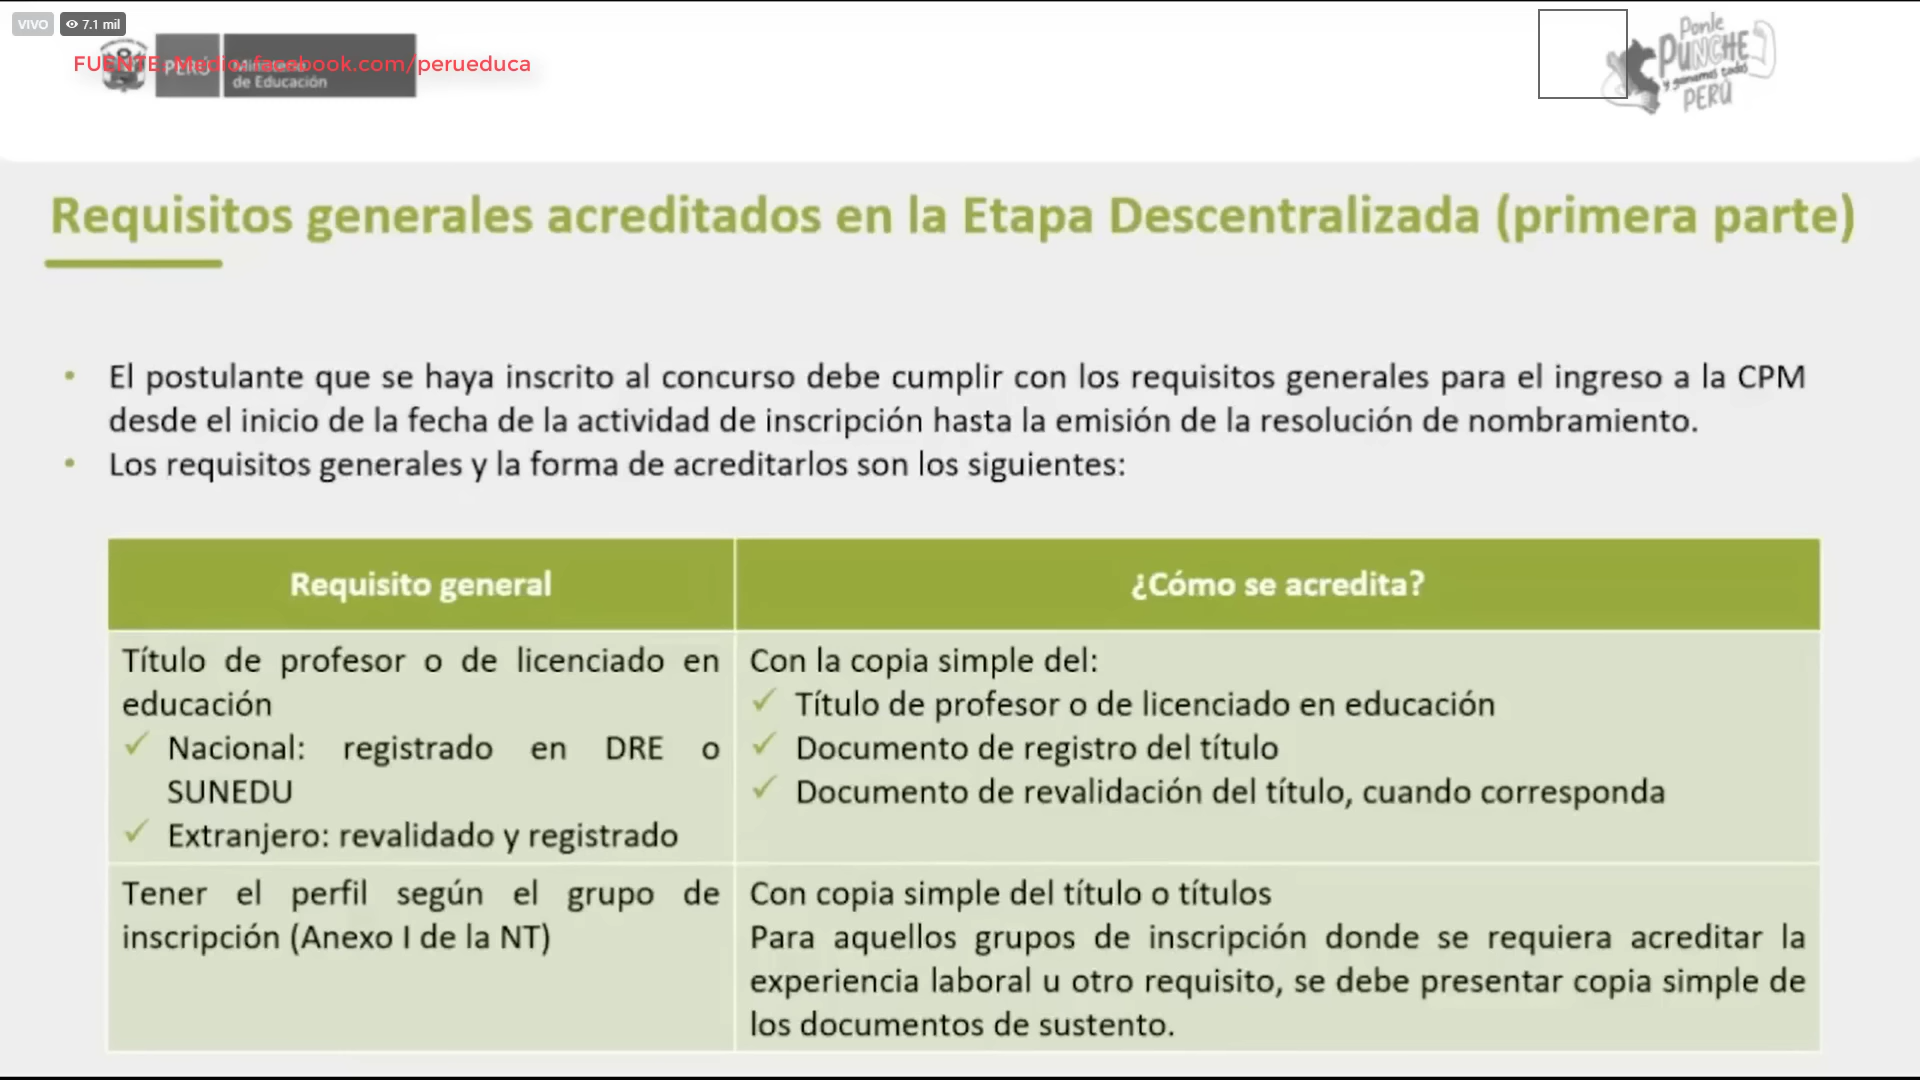 VIVO 7.1 mil
FUENTE: Medio: facebook.com/perueduca
PERÚ Ministerio
de Educación
Ponle
PUNCHE
y ganamos todos
PERÚ
Requisitos generales acreditados en la Etapa Descentralizada (primera parte)
• El postulante que se haya inscrito al concurso debe cumplir con los requisitos generales para el ingreso a la CPM
desde el inicio de la fecha de la actividad de inscripción hasta la emisión de la resolución de nombramiento.
• Los requisitos generales y la forma de acreditarlos son los siguientes:
Requisito general
¿Cómo se acredita?
Título de profesor o de licenciado en
educación
✓ Nacional: registrado en DRE o
SUNEDU
✓ Extranjero: revalidado y registrado
Con la copia simple del:
✓ Título de profesor o de licenciado en educación
✓ Documento de registro del título
✓ Documento de revalidación del título, cuando corresponda
Tener el perfil según el grupo de
inscripción (Anexo I de la NT)
Con copia simple del título o títulos
Para aquellos grupos de inscripción donde se requiera acreditar la
experiencia laboral u otro requisito, se debe presentar copia simple de
los documentos de sustento.